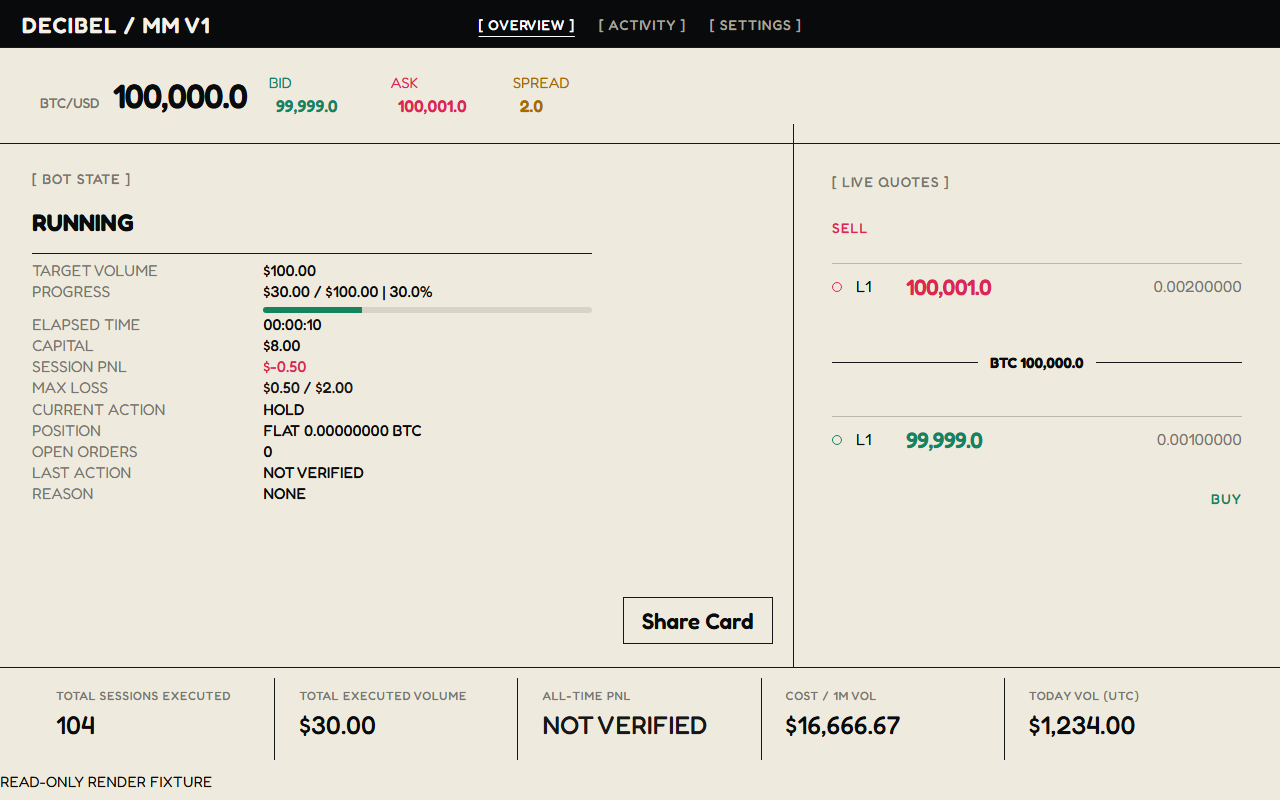 DECIBEL / MM V1
[ OVERVIEW ] [ ACTIVITY ] [ SETTINGS ]
BTC/USD 100,000.0
BID
99,999.0
ASK
100,001.0
SPREAD
2.0
[ BOT STATE ]
RUNNING
TARGET VOLUME $100.00
PROGRESS $30.00 / $100.00 | 30.0%
ELAPSED TIME 00:00:10
CAPITAL $8.00
SESSION PNL $-0.50
MAX LOSS $0.50 / $2.00
CURRENT ACTION HOLD
POSITION FLAT 0.00000000 BTC
OPEN ORDERS 0
LAST ACTION NOT VERIFIED
REASON NONE
Share Card
[ LIVE QUOTES ]
SELL
L1 100,001.0 0.00200000
BTC 100,000.0
L1 99,999.0 0.00100000
BUY
TOTAL SESSIONS EXECUTED
104
TOTAL EXECUTED VOLUME
$30.00
ALL-TIME PNL
NOT VERIFIED
COST / 1M VOL
$16,666.67
TODAY VOL (UTC)
$1,234.00
READ-ONLY RENDER FIXTURE